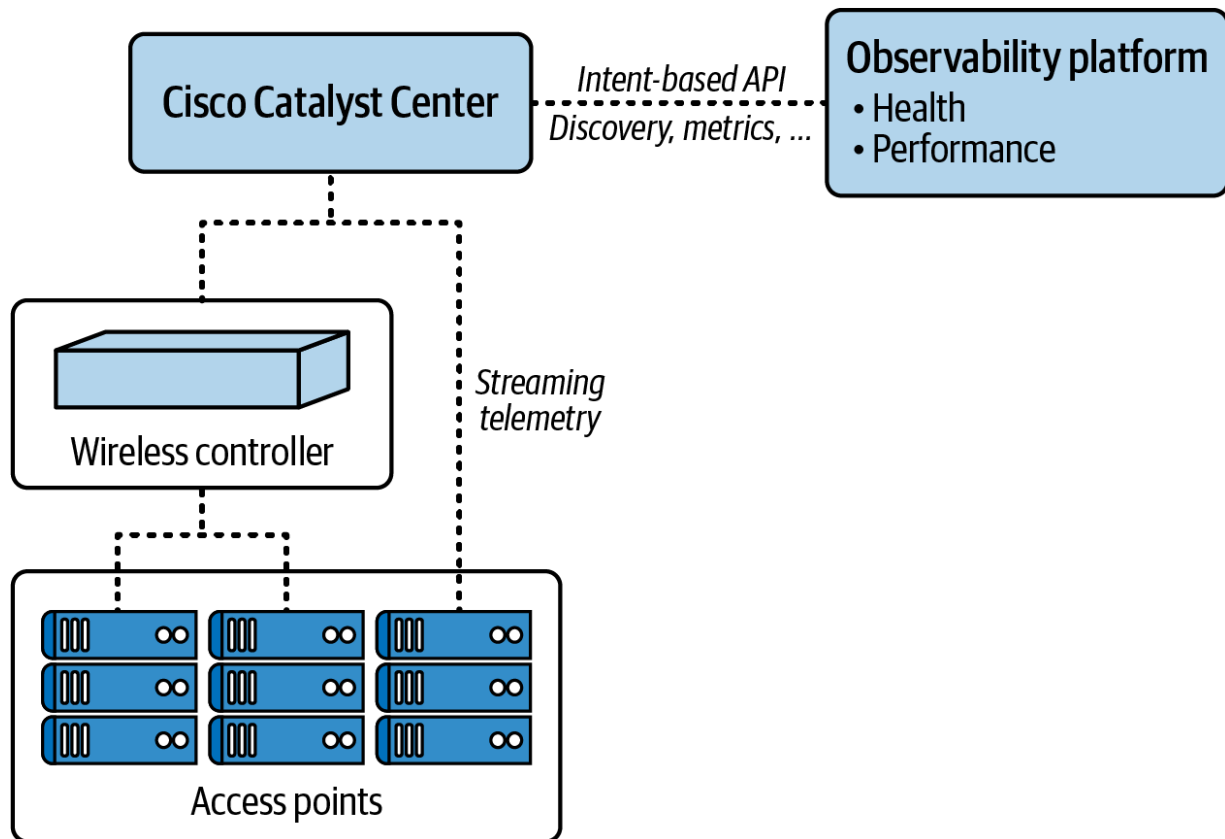 Cisco Catalyst Center
Intent-based API
Discovery, metrics, ...
Observability platform
• Health
• Performance
Wireless controller
Streaming
telemetry
Access points